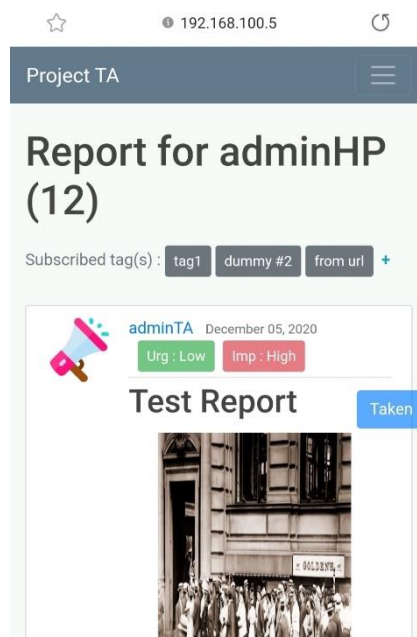 192.168.100.5
Project TA
Report for adminHP
(12)
Subscribed tag(s) : tag1 dummy #2 from url +
adminTA December 05, 2020
Urg : Low Imp : High
Test Report
Taken
GOLDEN'S